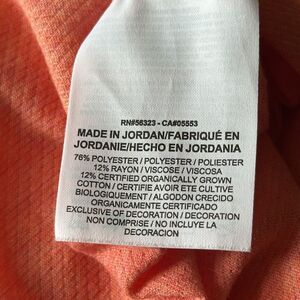 RN#56323 - CA#05553
MADE IN JORDAN/FABRIQUÉ EN
JORDANIE/HECHO EN JORDANIA
76% POLYESTER / POLYESTER / POLIESTER
12% RAYON / VISCOSE / VISCOSA
12% CERTIFIED ORGANICALLY GROWN
COTTON / CERTIFIE AVOIR ETE CULTIVE
BIOLOGIQUEMENT / ALGODON CRECIDO
ORGANICAMENTE CERTIFICADO
EXCLUSIVE OF DECORATION / DECORATION
NON COMPRISE / NO INCLUYE LA
DECORACION